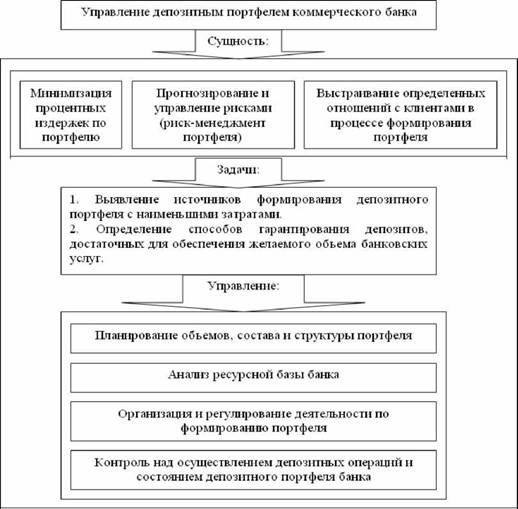 Управление депозитным портфелем коммерческого банка
Сущность:
Минимизация
процентных
издержек по
портфелю
Прогнозирование и
управление рисками
(риск-менеджмент
портфеля)
Выстраивание определенных
отношений с клиентами в
процессе формирования
портфеля
Задачи:
1. Выявление источников формирования депозитного
портфеля с наименьшими затратами.
2. Определение способов гарантирования депозитов,
достаточных для обеспечения желаемого объема банковских
услуг.
Управление:
Планирование объемов, состава и структуры портфеля
Анализ ресурсной базы банка
Организация и регулирование деятельности по
формированию портфеля
Контроль над осуществлением депозитных операций и
состоянием депозитного портфеля банка